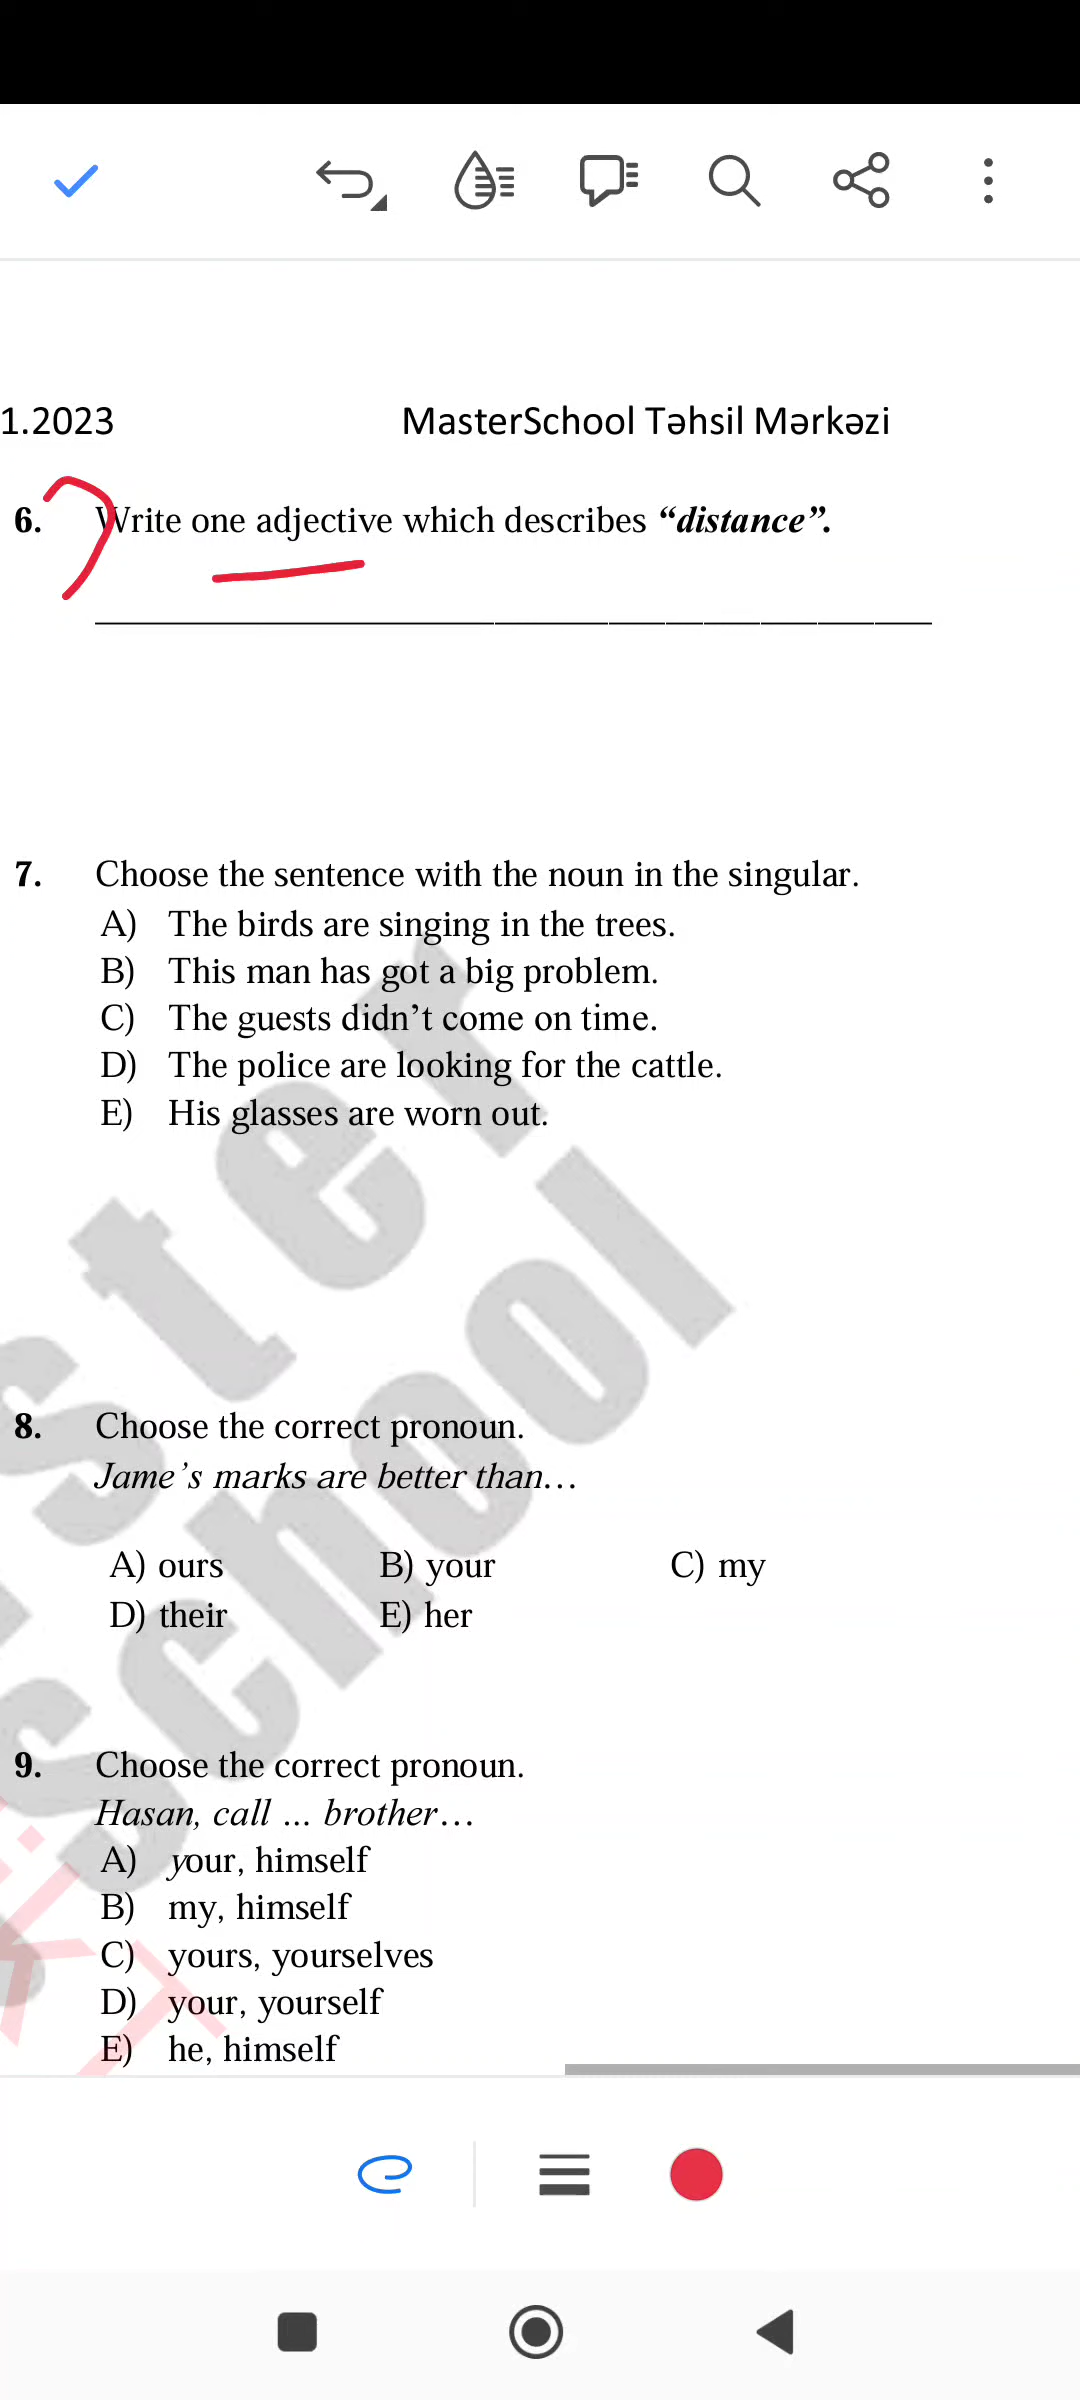 1.2023 MasterSchool Təhsil Mərkəzi
6. Write one adjective which describes “distance”.
7. Choose the sentence with the noun in the singular.
A) The birds are singing in the trees.
B) This man has got a big problem.
C) The guests didn’t come on time.
D) The police are looking for the cattle.
E) His glasses are worn out.
8. Choose the correct pronoun.
Jame’s marks are better than…
A) ours B) your C) my
D) their E) her
9. Choose the correct pronoun.
Hasan, call ... brother…
A) your, himself
B) my, himself
C) yours, yourselves
D) your, yourself
E) he, himself
ster
school